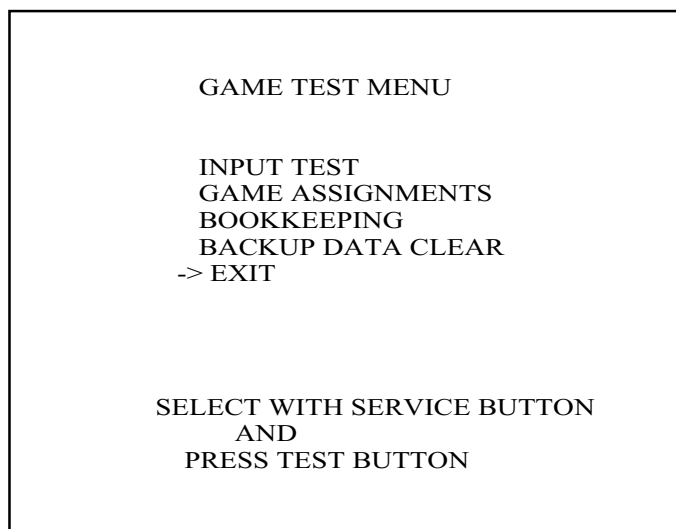 GAME TEST MENU
INPUT TEST
GAME ASSIGNMENTS
BOOKKEEPING
BACKUP DATA CLEAR
-> EXIT
SELECT WITH SERVICE BUTTON
AND
PRESS TEST BUTTON